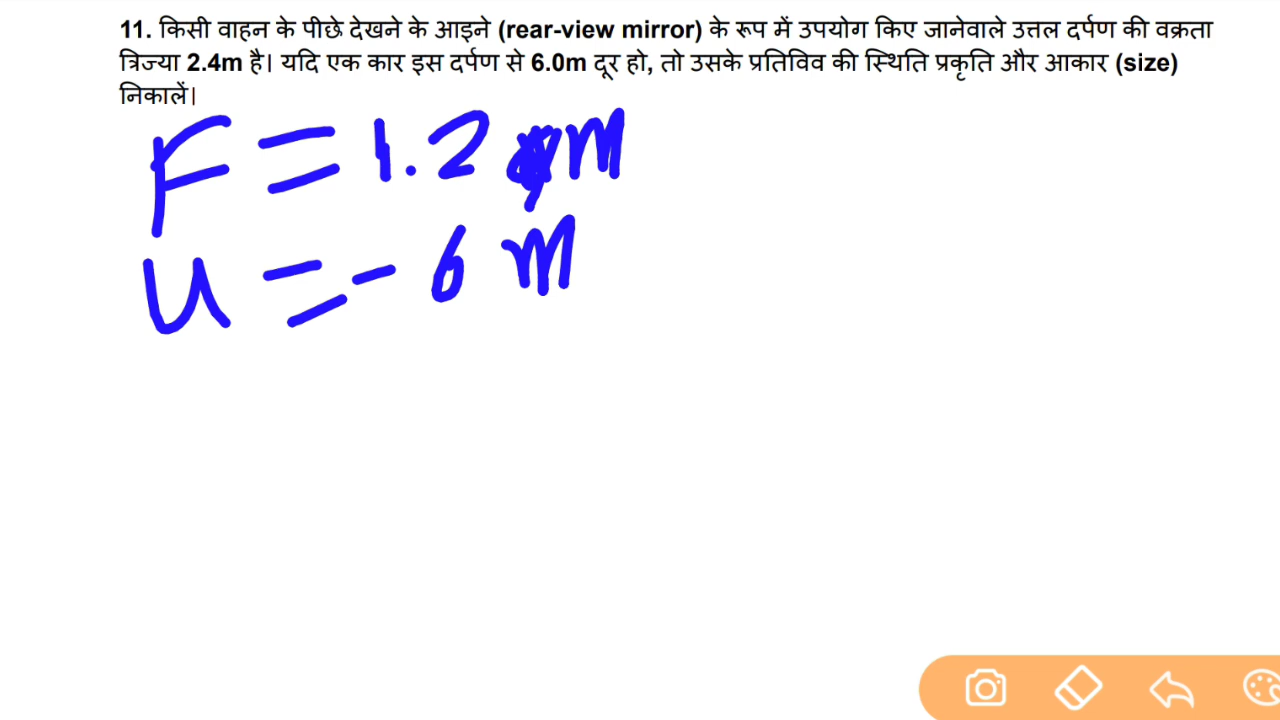 11. किसी वाहन के पीछे देखने के आइने (rear-view mirror) के रूप में उपयोग किए जानेवाले उत्तल दर्पण की वक्रता
त्रिज्या 2.4m है। यदि एक कार इस दर्पण से 6.0m दूर हो, तो उसके प्रतिविव की स्थिति प्रकृति और आकार (size)
निकालें।
F = 1.2 m
u = - 6 m